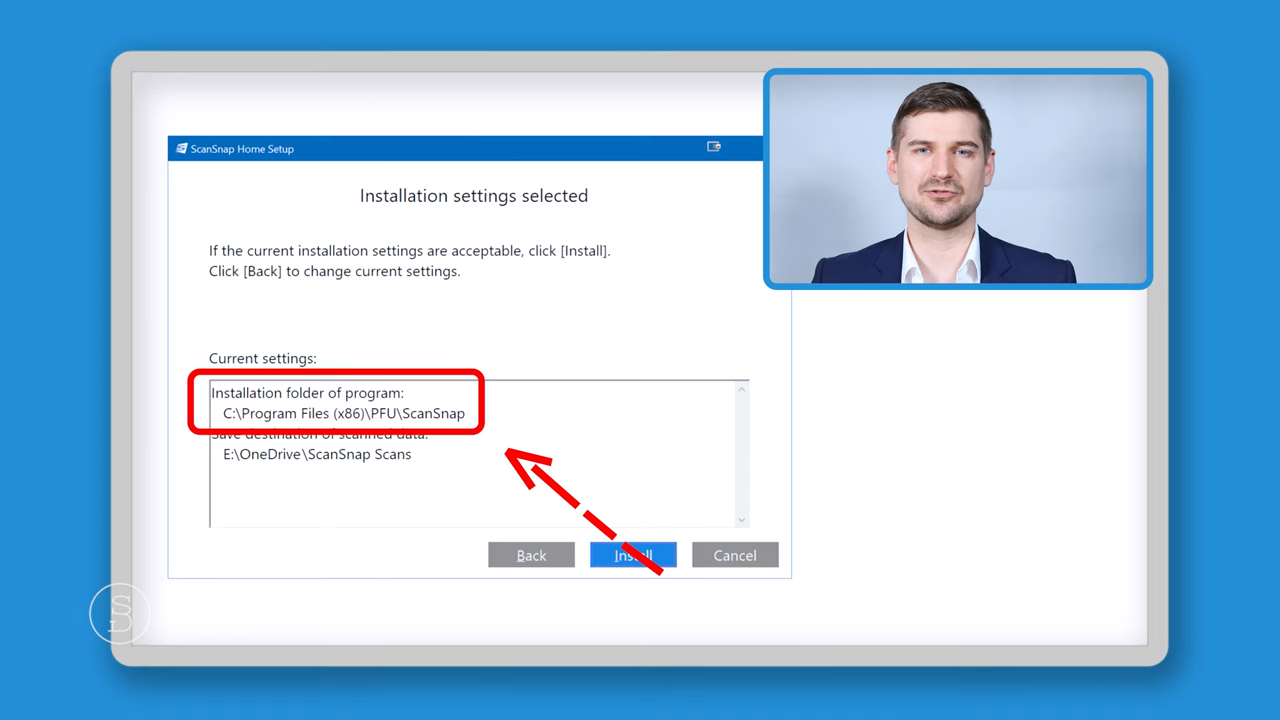 ScanSnap Home Setup
Installation settings selected
If the current installation settings are acceptable, click [Install].
Click [Back] to change current settings.
Current settings:
Installation folder of program:
C:\Program Files (x86)\PFU\ScanSnap
Save destination of scanned data:
E:\OneDrive\ScanSnap Scans
Back
Install
Cancel
SD